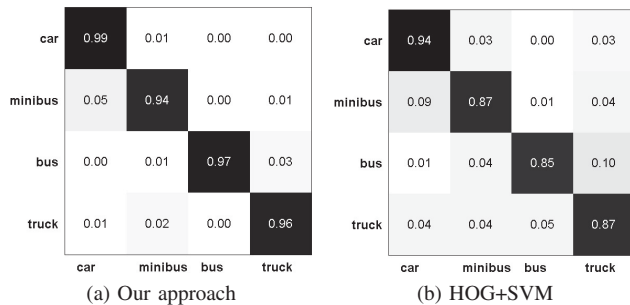 car 0.99 0.01 0.00 0.00
minibus 0.05 0.94 0.00 0.01
bus 0.00 0.01 0.97 0.03
truck 0.01 0.02 0.00 0.96
car minibus bus truck
(a) Our approach
car 0.94 0.03 0.00 0.03
minibus 0.09 0.87 0.01 0.04
bus 0.01 0.04 0.85 0.10
truck 0.04 0.04 0.05 0.87
car minibus bus truck
(b) HOG+SVM